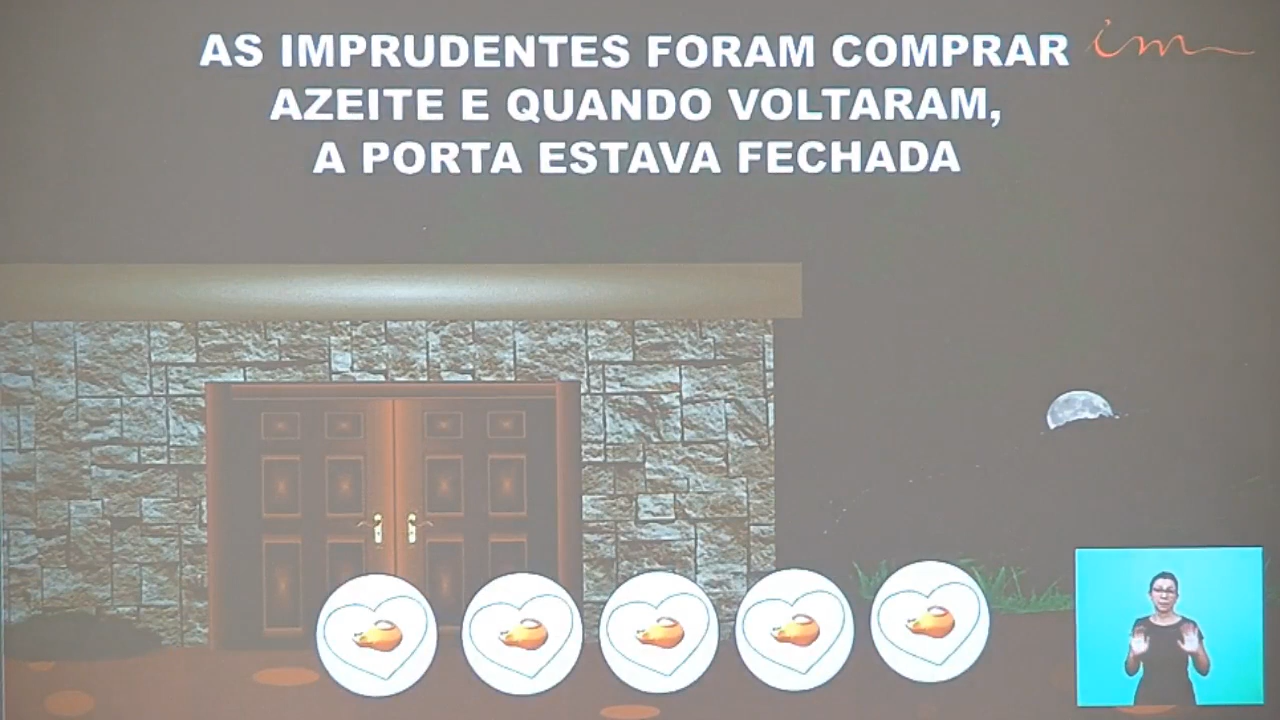 AS IMPRUDENTES FORAM COMPRAR
AZEITE E QUANDO VOLTARAM,
A PORTA ESTAVA FECHADA
im